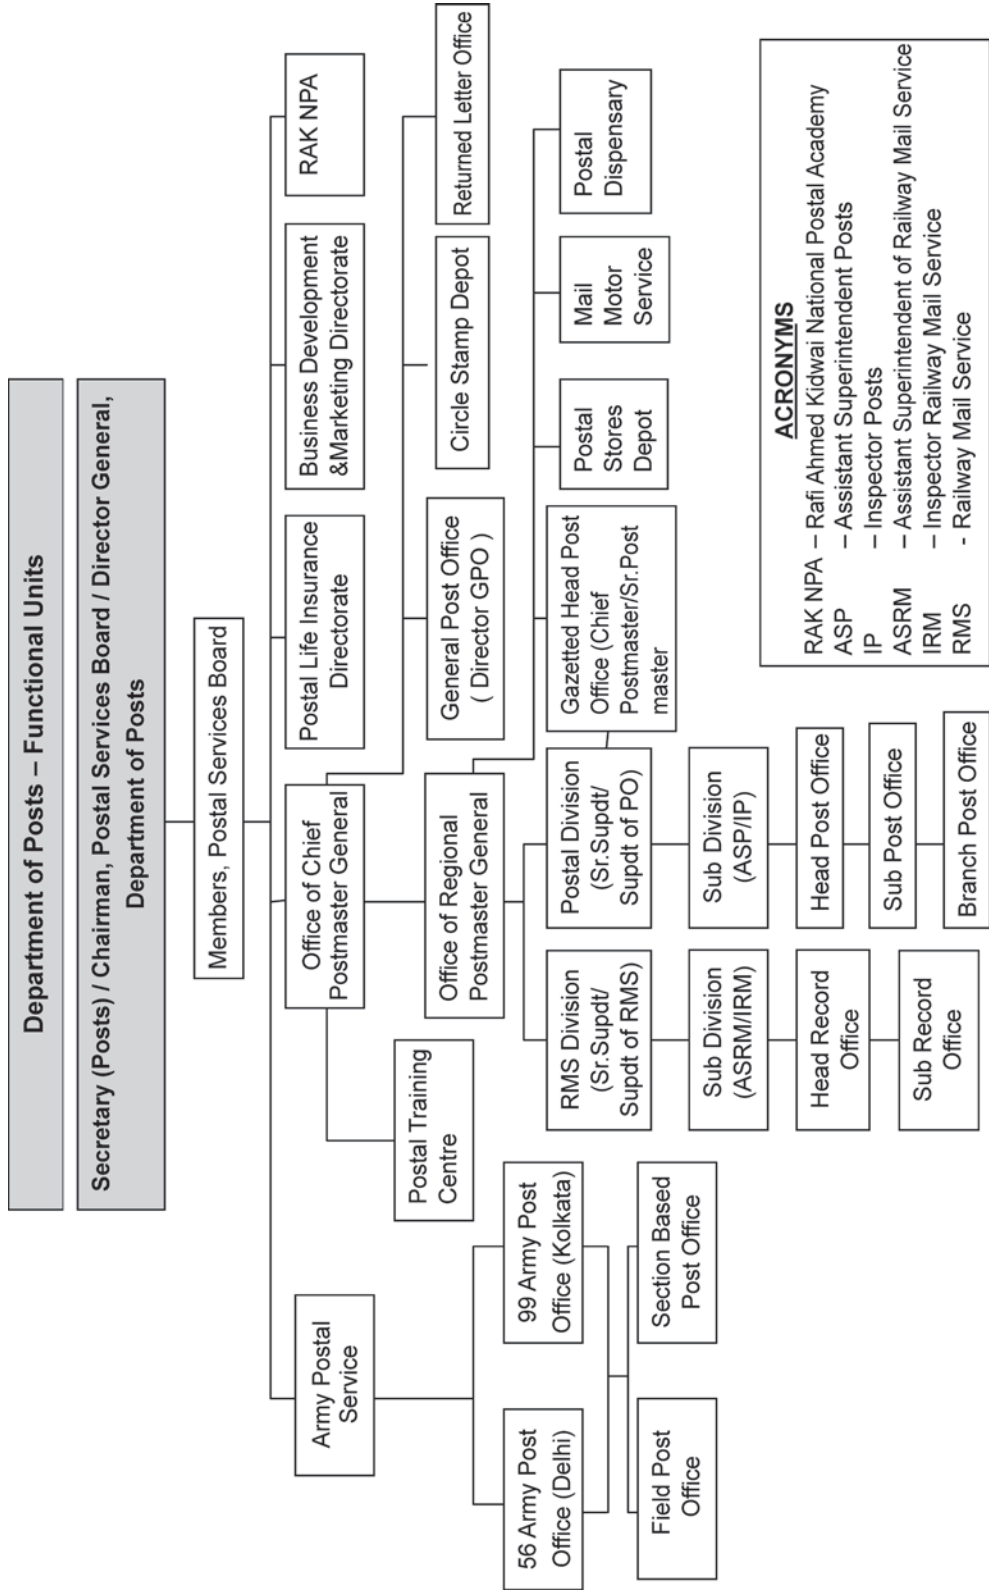 Department of Posts – Functional Units
Secretary (Posts) / Chairman, Postal Services Board / Director General,
Department of Posts
Members, Postal Services Board
Army Postal
Service
Office of Chief
Postmaster General
Postal Life Insurance
Directorate
Business Development
&Marketing Directorate
RAK NPA
Postal Training
Centre
Office of Regional
Postmaster General
General Post Office
( Director GPO )
Circle Stamp Depot
Returned Letter Office
56 Army Post
Office (Delhi)
99 Army Post
Office (Kolkata)
RMS Division
(Sr.Supdt/
Supdt of RMS)
Postal Division
(Sr.Supdt/
Supdt of PO)
Gazetted Head Post
Office (Chief
Postmaster/Sr.Post
master
Postal
Stores
Depot
Mail
Motor
Service
Postal
Dispensary
Field Post
Office
Section Based
Post Office
Sub Division
(ASRM/IRM)
Sub Division
(ASP/IP)
Head Record
Office
Head Post Office
Sub Record
Office
Sub Post Office
Branch Post Office
ACRONYMS
RAK NPA – Rafi Ahmed Kidwai National Postal Academy
ASP – Assistant Superintendent Posts
IP – Inspector Posts
ASRM – Assistant Superintendent of Railway Mail Service
IRM – Inspector Railway Mail Service
RMS - Railway Mail Service